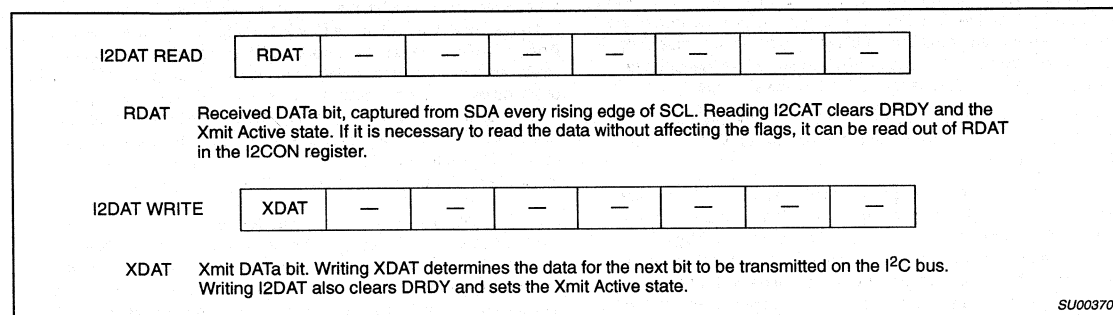 I2DAT READ RDAT — — — — — — —
RDAT Received DATa bit, captured from SDA every rising edge of SCL. Reading I2CAT clears DRDY and the
Xmit Active state. If it is necessary to read the data without affecting the flags, it can be read out of RDAT
in the I2CON register.
I2DAT WRITE XDAT — — — — — — —
XDAT Xmit DATa bit. Writing XDAT determines the data for the next bit to be transmitted on the I²C bus.
Writing I2DAT also clears DRDY and sets the Xmit Active state.
SU00370